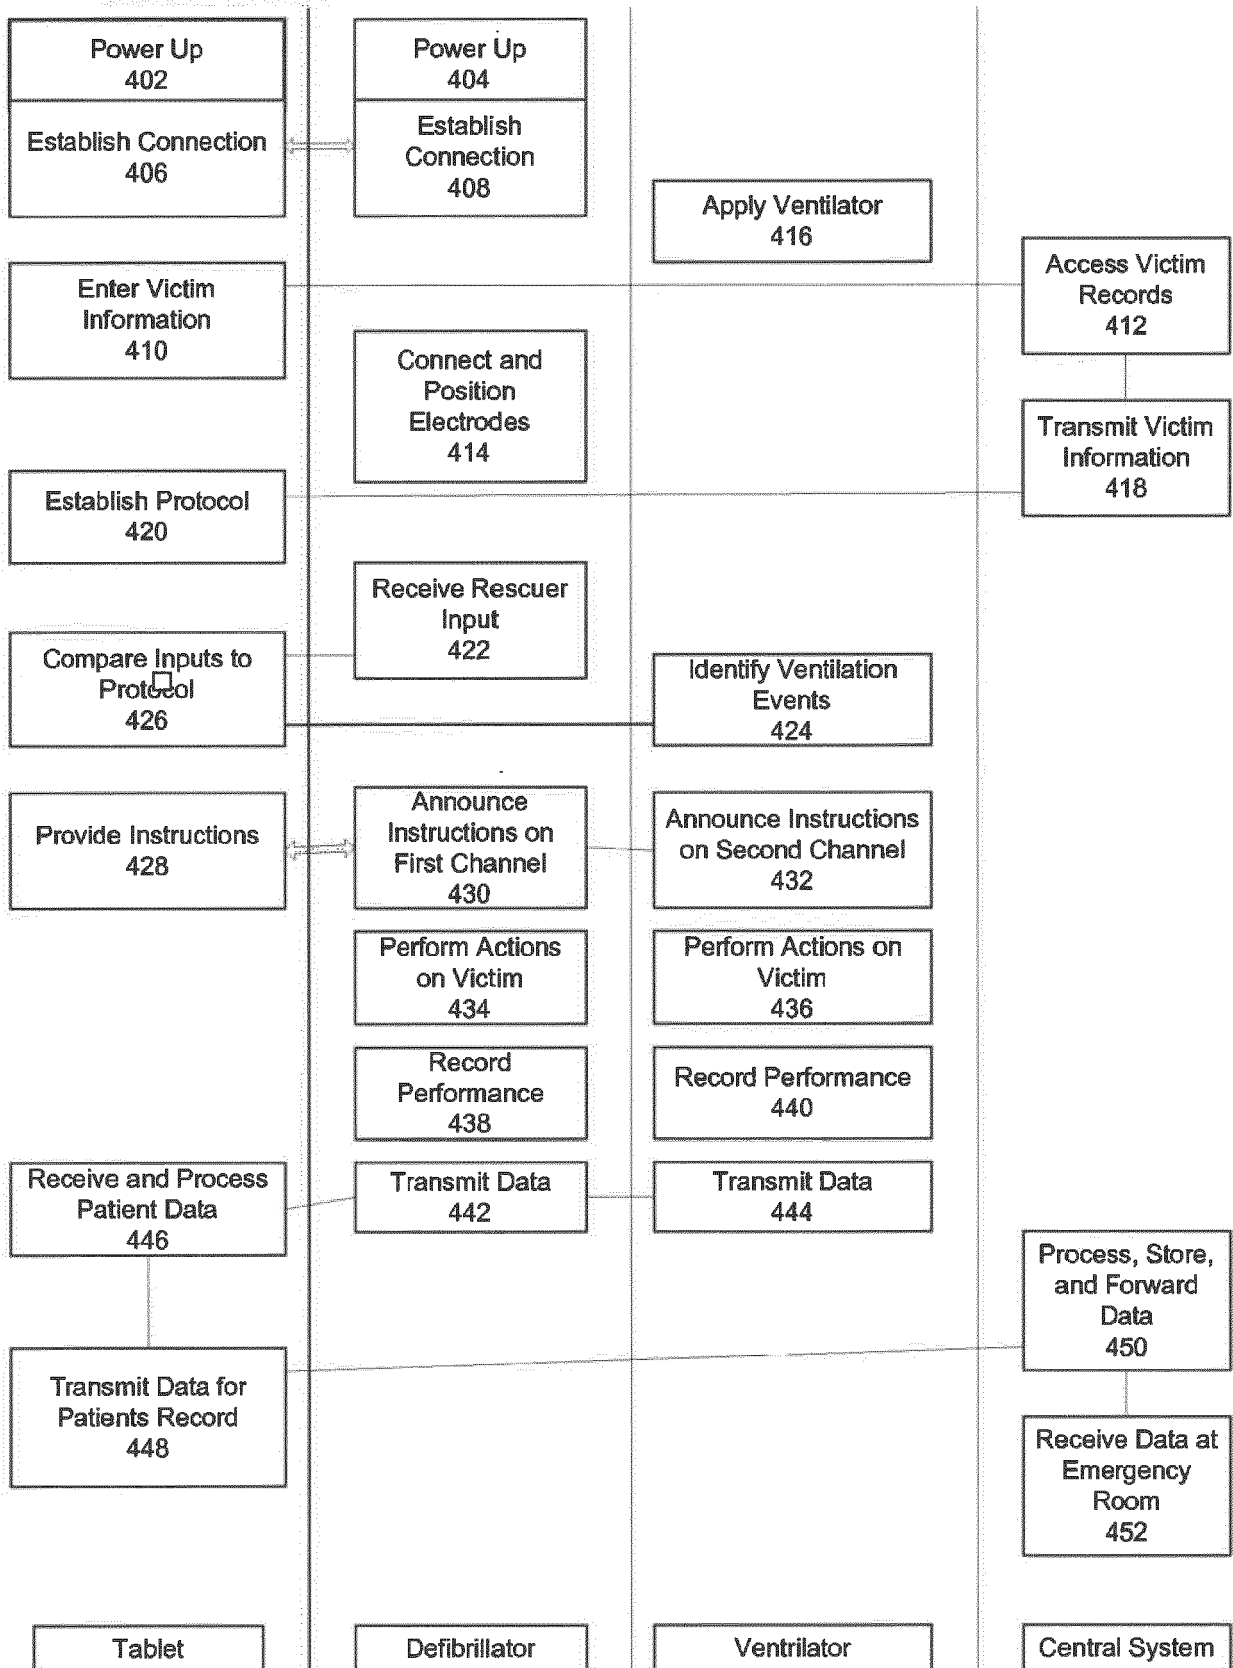 Power Up
402
Power Up
404
Establish Connection
406
Establish
Connection
408
Apply Ventilator
416
Access Victim
Records
412
Enter Victim
Information
410
Connect and
Position
Electrodes
414
Transmit Victim
Information
418
Establish Protocol
420
Receive Rescuer
Input
422
Compare Inputs to
Protocol
426
Identify Ventilation
Events
424
Provide Instructions
428
Announce
Instructions on
First Channel
430
Announce Instructions
on Second Channel
432
Perform Actions
on Victim
434
Perform Actions on
Victim
436
Record
Performance
438
Record Performance
440
Receive and Process
Patient Data
446
Transmit Data
442
Transmit Data
444
Process, Store,
and Forward
Data
450
Transmit Data for
Patients Record
448
Receive Data at
Emergency
Room
452
Tablet
Defibrillator
Ventrilator
Central System